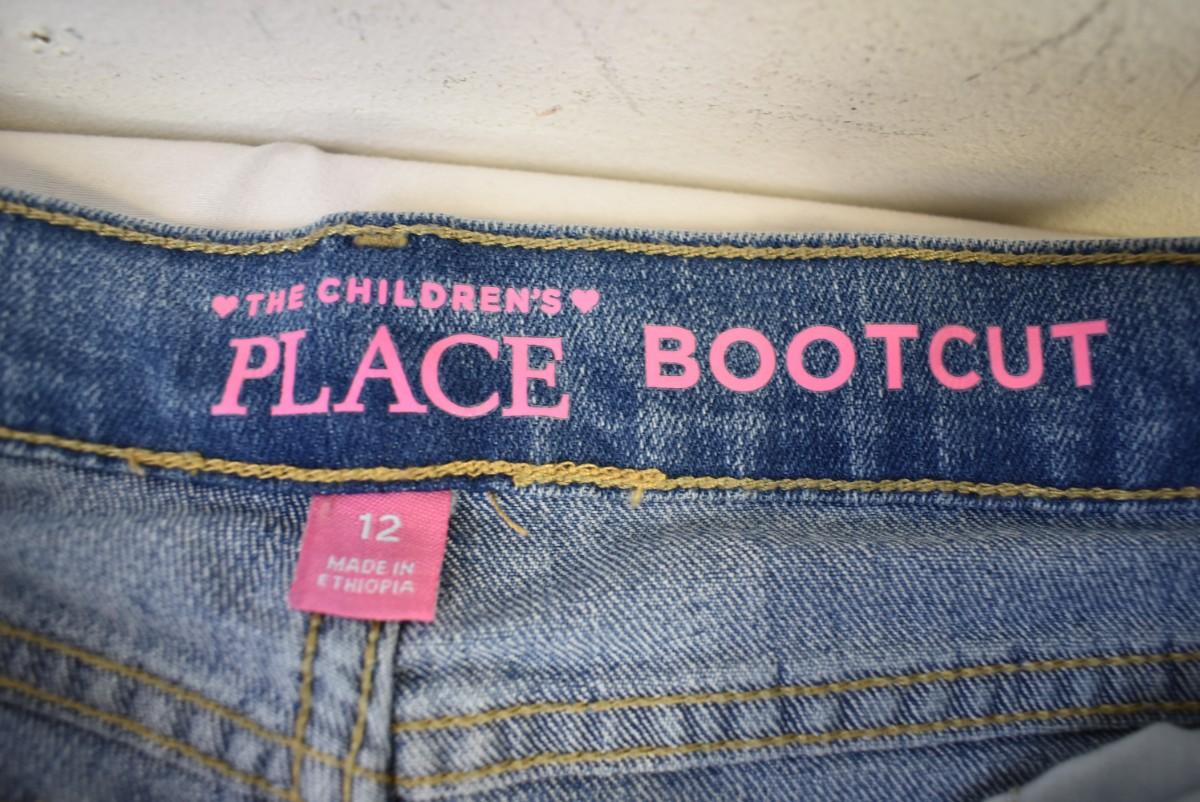 THE CHILDREN'S
PLACE
BOOTCUT
12
MADE IN
ETHIOPIA